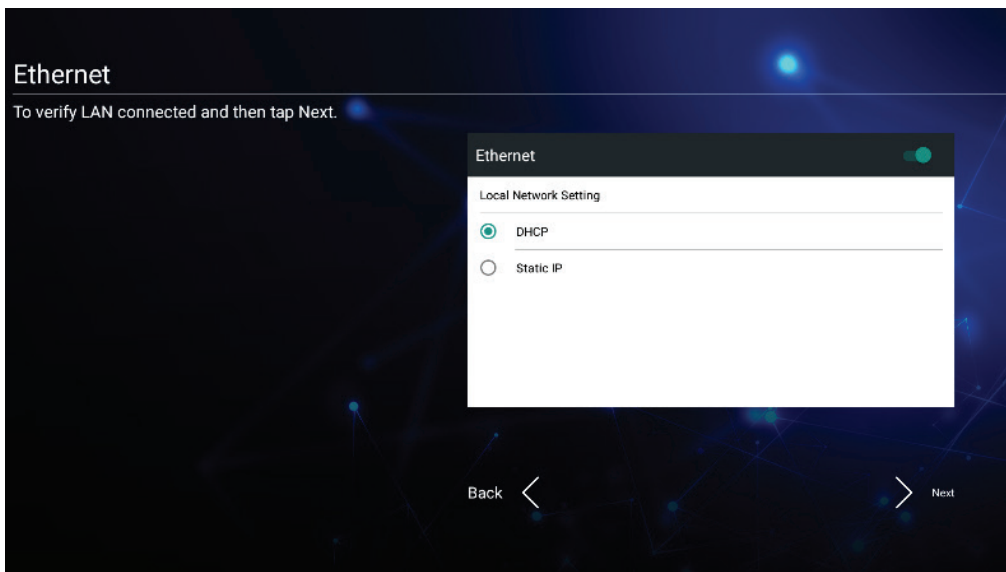 Ethernet
To verify LAN connected and then tap Next.
Ethernet
Local Network Setting
DHCP
Static IP
Back
Next